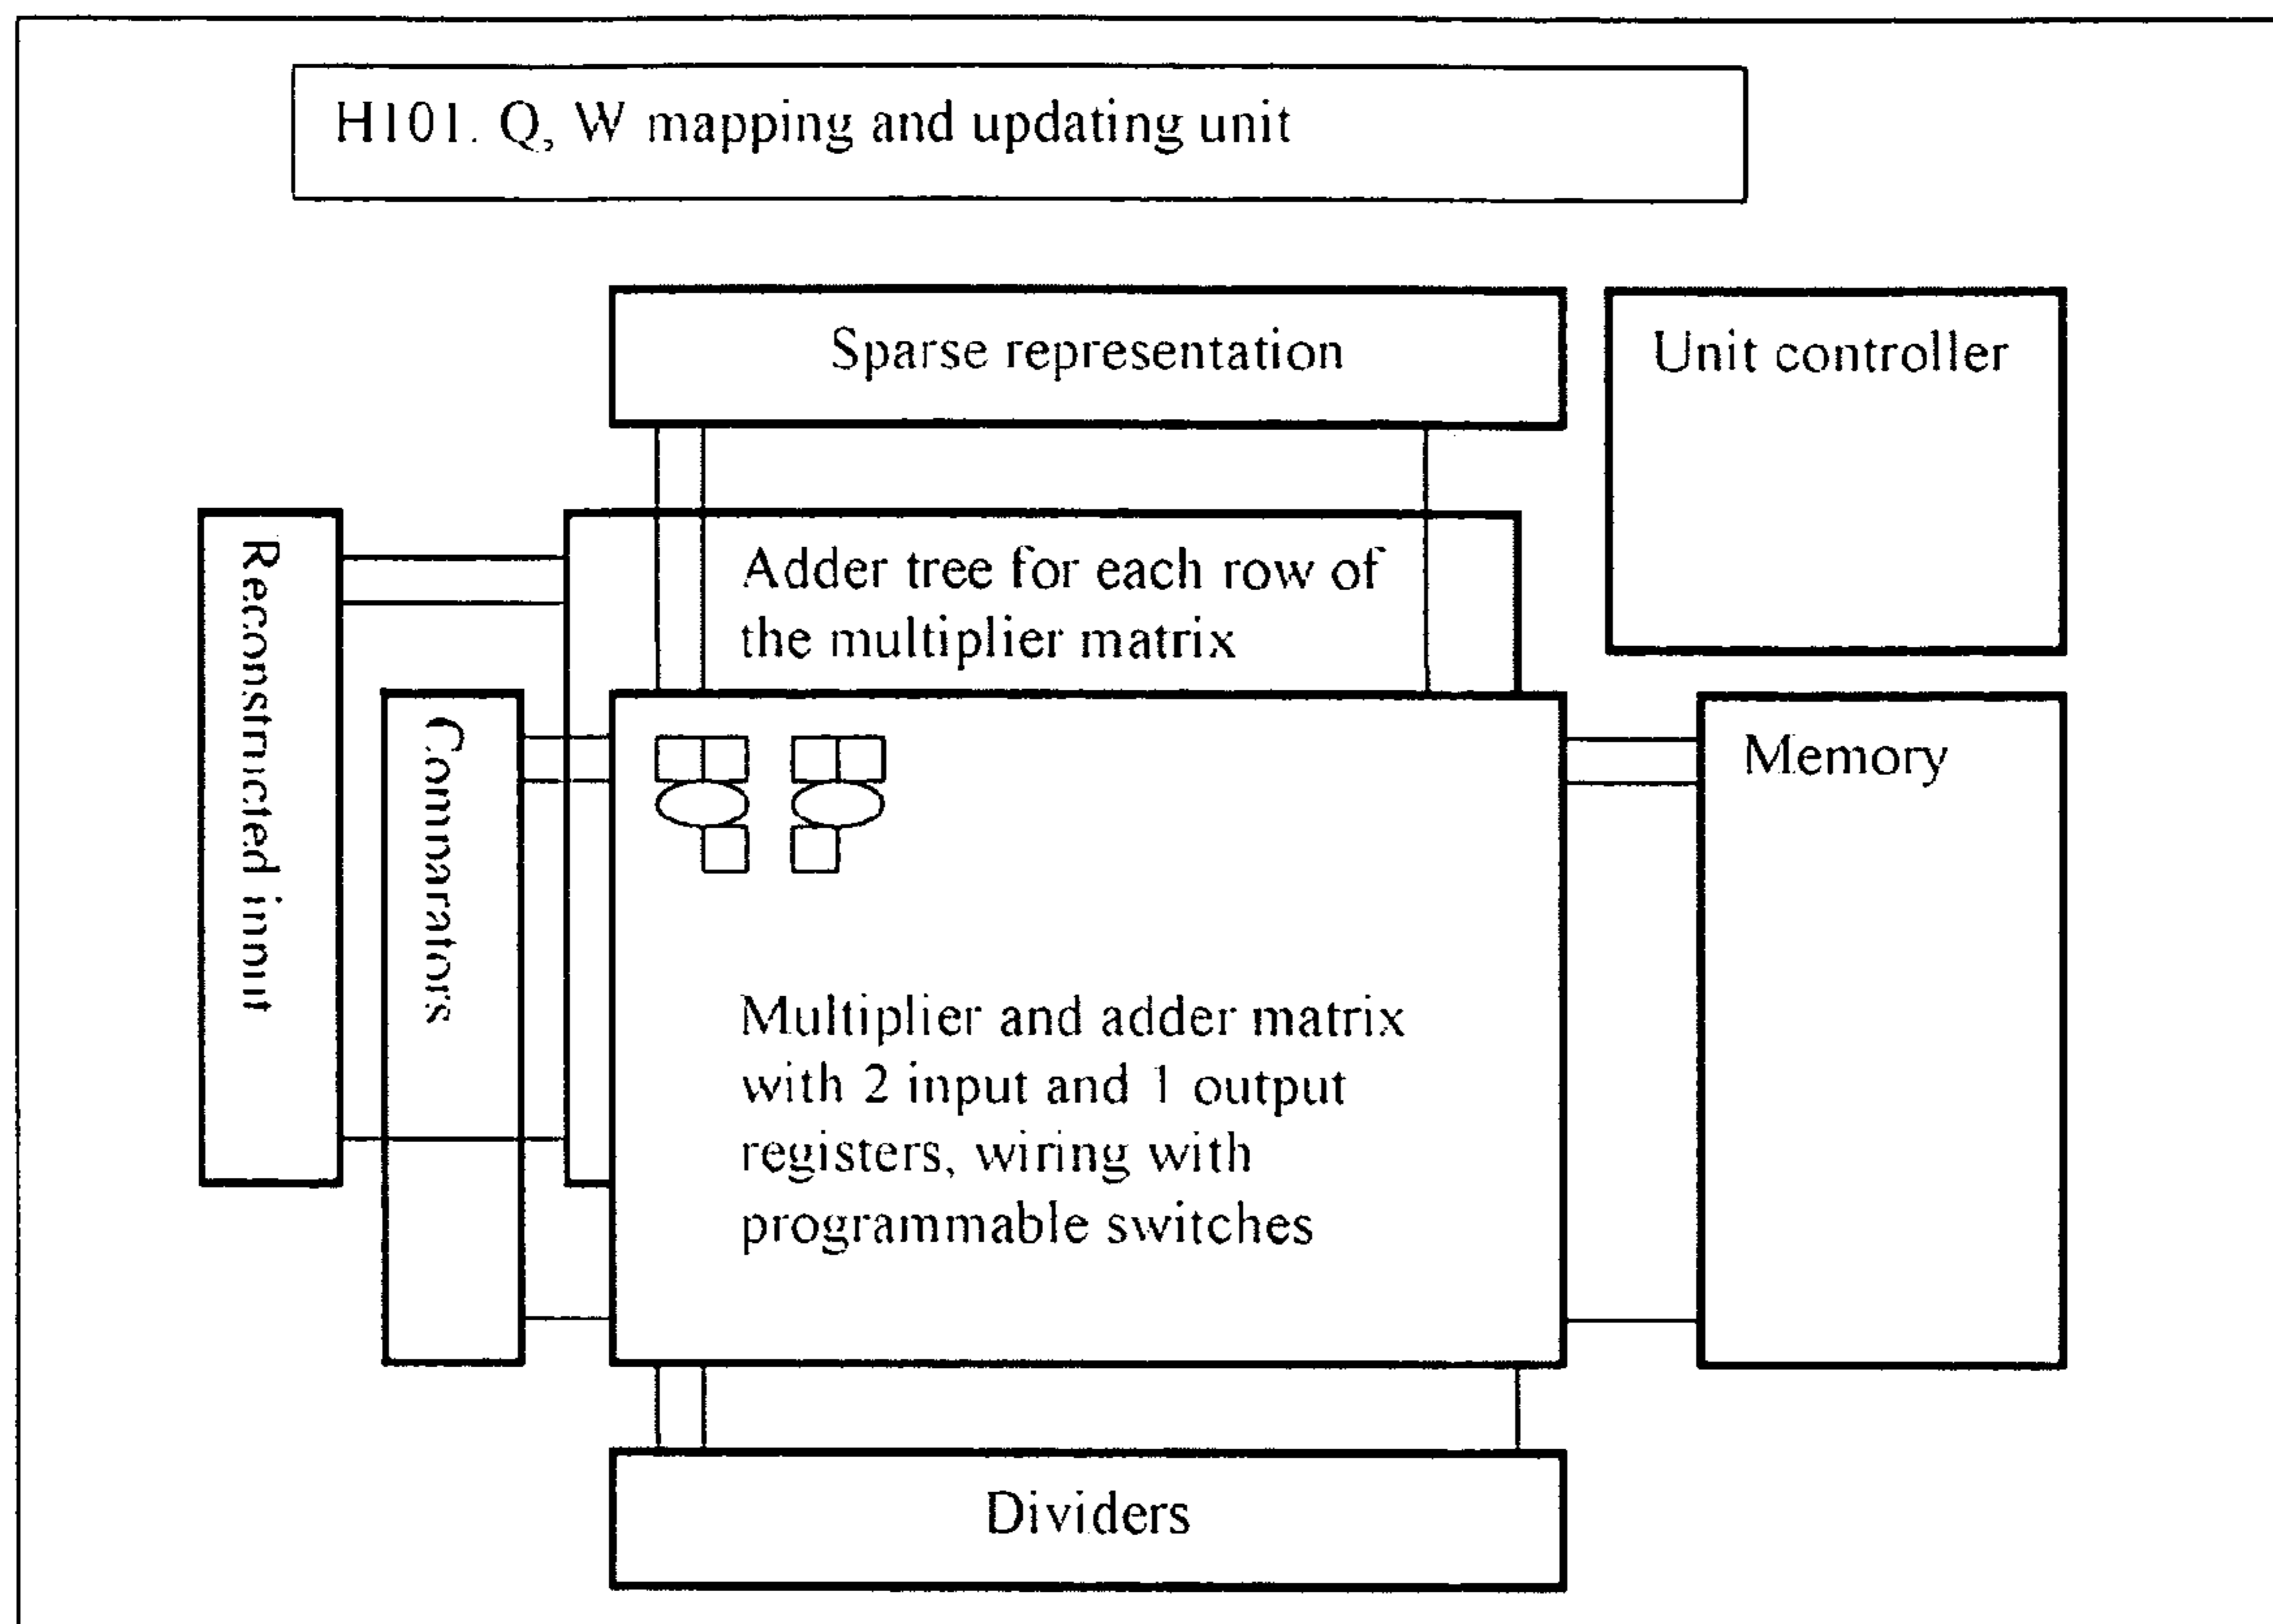 H101. Q, W mapping and updating unit
Sparse representation
Unit controller
Adder tree for each row of
the multiplier matrix
Reconstructed input
Comparators
Memory
Multiplier and adder matrix
with 2 input and 1 output
registers, wiring with
programmable switches
Dividers